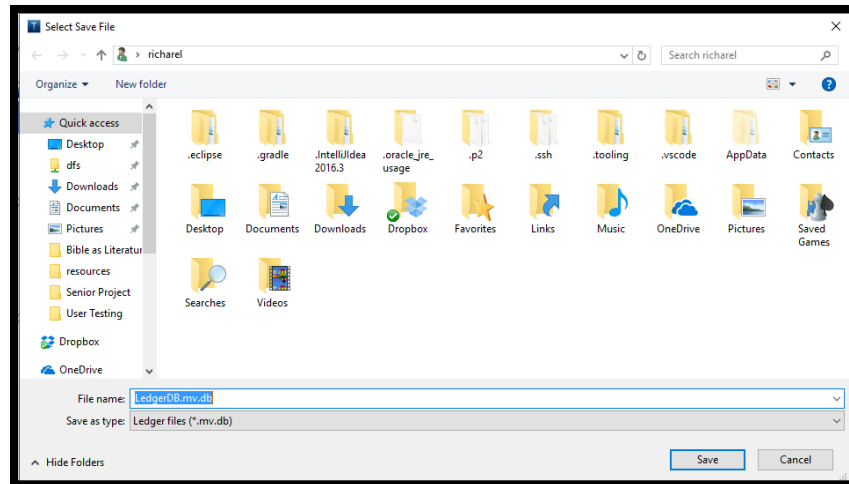 Select Save File
richarel
Search richarel
Organize
New folder
Quick access
Desktop
dfs
Downloads
Documents
Pictures
Bible as Literatur
resources
Senior Project
User Testing
Dropbox
OneDrive
.eclipse
.gradle
.IntelliJIdea
2016.3
.oracle_jre_
usage
.p2
.ssh
.tooling
.vscode
AppData
Contacts
Desktop
Documents
Downloads
Dropbox
Favorites
Links
Music
OneDrive
Pictures
Saved
Games
Searches
Videos
File name: LedgerDB.mv.db
Save as type: Ledger files (*.mv.db)
Hide Folders
Save
Cancel